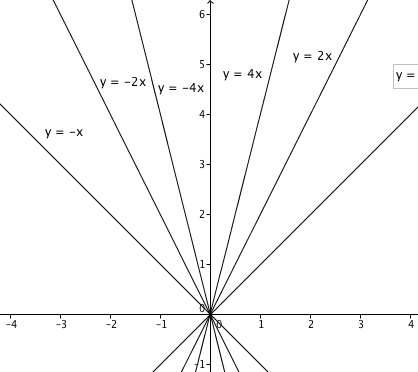 6
5
y = 4x
y = 2x
y =
y = –2x
y = –4x
4
y = –x
3
2
1
0
–4
–3
–2
–1
0
1
2
3
4
–1